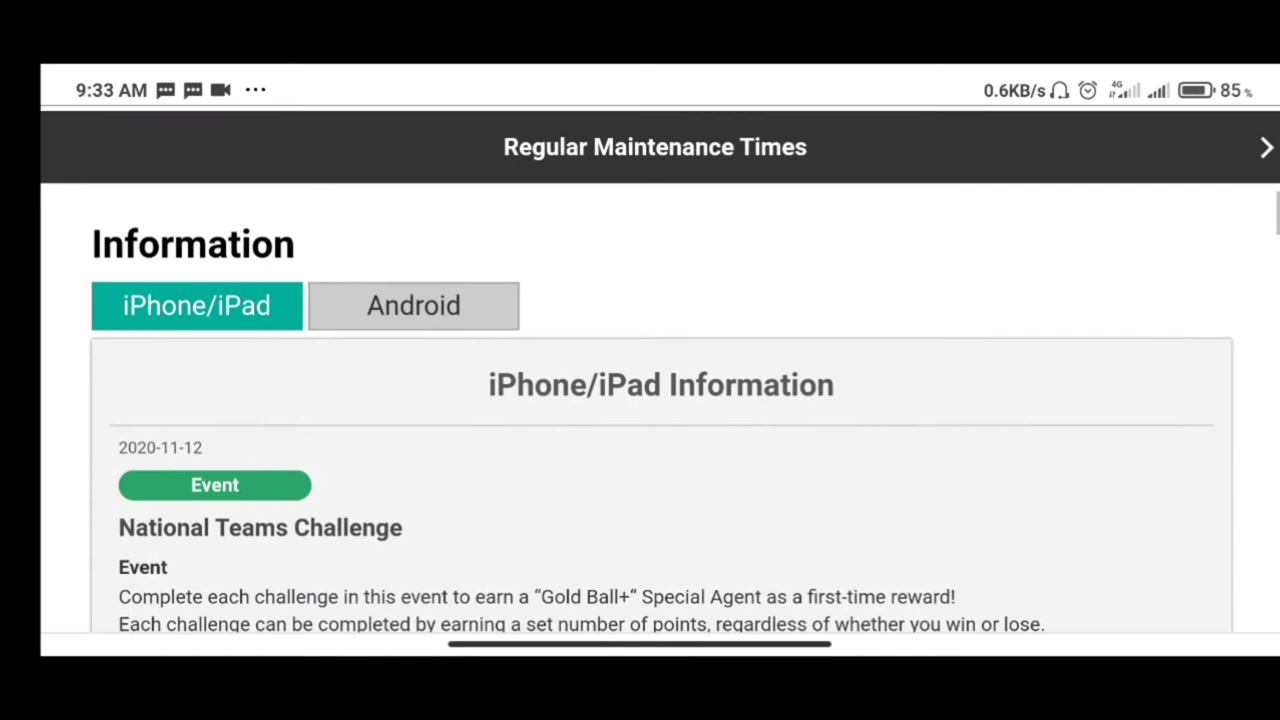 9:33 AM ... 0.6KB/s 4G 85 %
Regular Maintenance Times
Information
iPhone/iPad Android
iPhone/iPad Information
2020-11-12
Event
National Teams Challenge
Event
Complete each challenge in this event to earn a “Gold Ball+“ Special Agent as a first-time reward!
Each challenge can be completed by earning a set number of points, regardless of whether you win or lose.